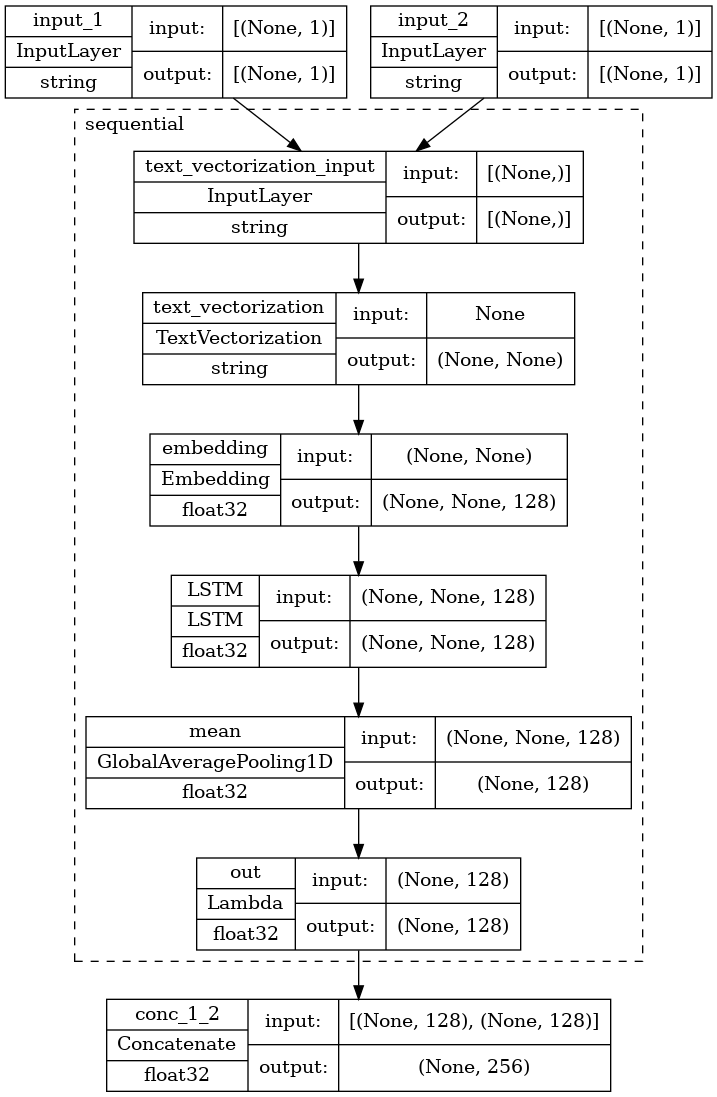 input_1
InputLayer
string
input:
[(None, 1)]
output:
[(None, 1)]
input_2
InputLayer
string
input:
[(None, 1)]
output:
[(None, 1)]
sequential
text_vectorization_input
InputLayer
string
input:
[(None,)]
output:
[(None,)]
text_vectorization
TextVectorization
string
input:
None
output:
(None, None)
embedding
Embedding
float32
input:
(None, None)
output:
(None, None, 128)
LSTM
LSTM
float32
input:
(None, None, 128)
output:
(None, None, 128)
mean
GlobalAveragePooling1D
float32
input:
(None, None, 128)
output:
(None, 128)
out
Lambda
float32
input:
(None, 128)
output:
(None, 128)
conc_1_2
Concatenate
float32
input:
[(None, 128), (None, 128)]
output:
(None, 256)